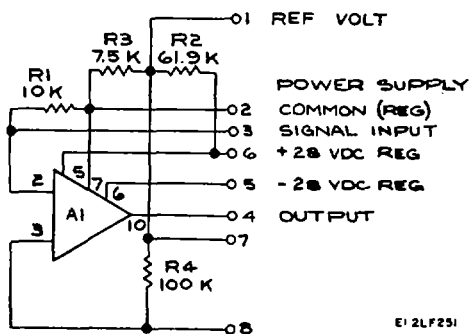 1 REF VOLT
R3
7.5 K
R2
61.9 K
R1
10 K
POWER SUPPLY
2 COMMON (REG)
3 SIGNAL INPUT
6 +28 VDC REG
2
5
7
6
5 -28 VDC REG
A1
10
4 OUTPUT
3
7
R4
100 K
8
EI 2LF251